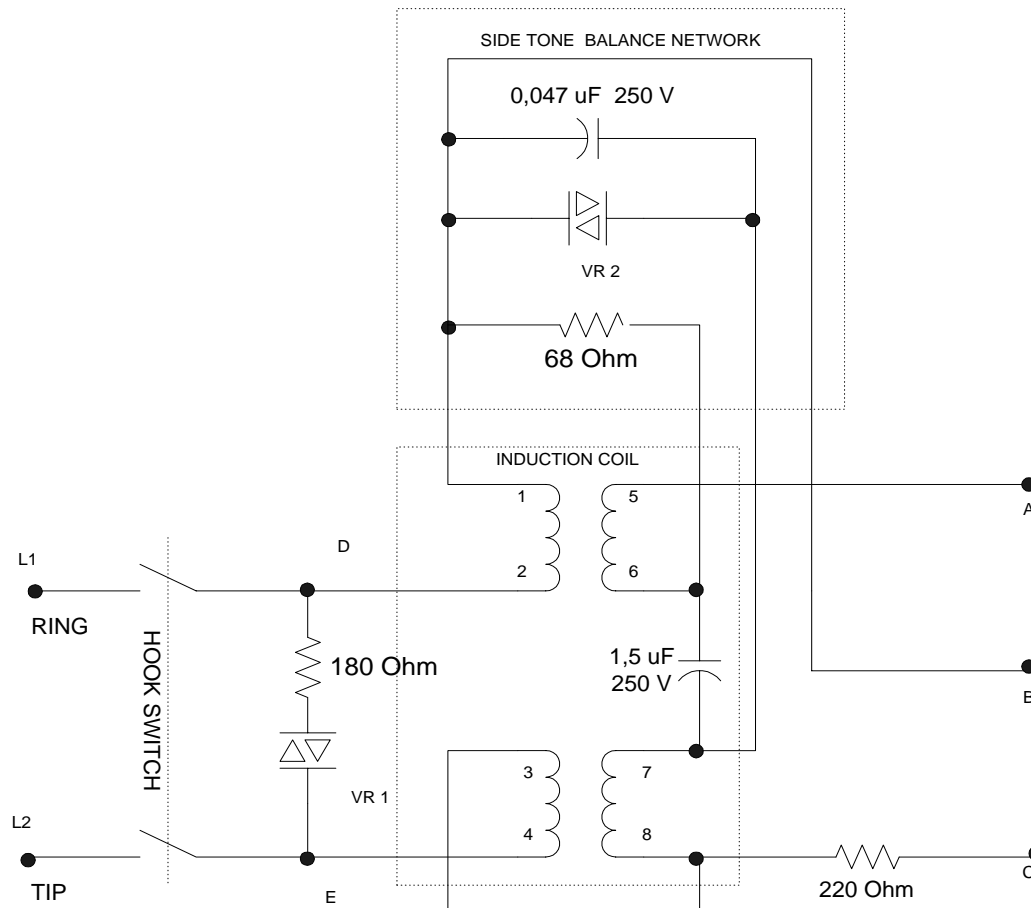 SIDE TONE BALANCE NETWORK
0,047 uF 250 V
VR 2
68 Ohm
INDUCTION COIL
1
5
A
D
L1
2
6
RING
HOOK SWITCH
180 Ohm
1,5 uF
250 V
B
3
7
VR 1
L2
4
8
C
TIP
E
220 Ohm